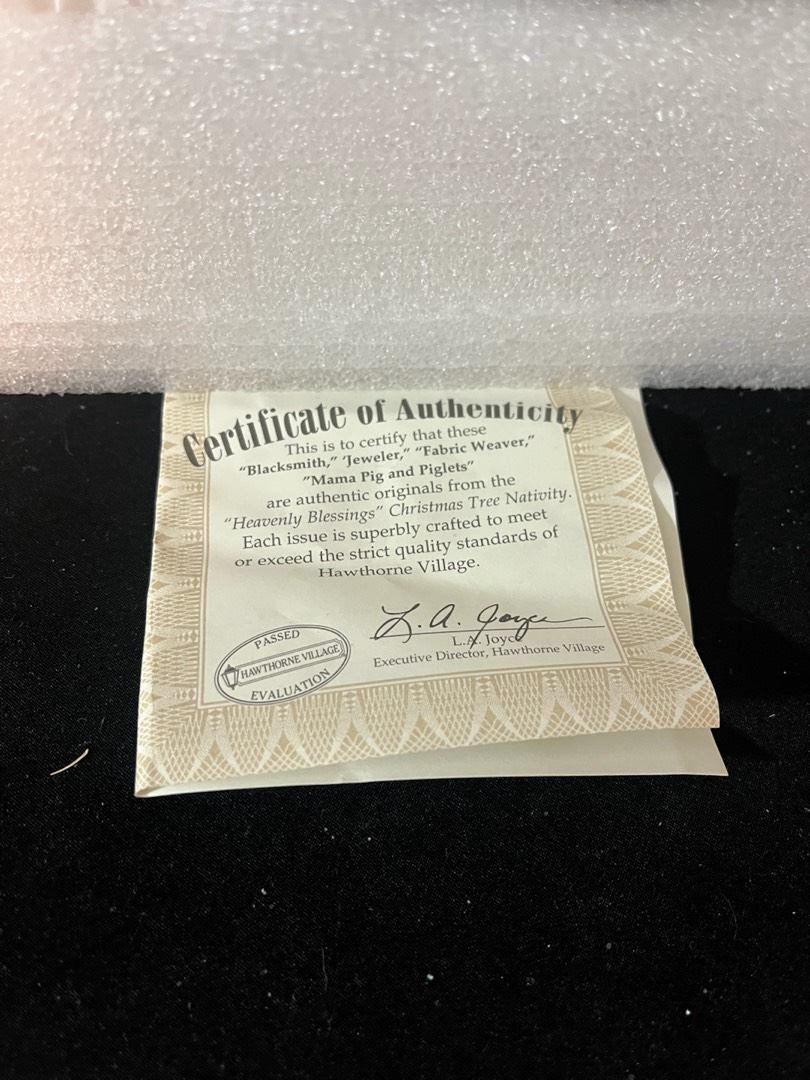 Certificate of Authenticity
This is to certify that these
"Blacksmith," 'Jeweler," "Fabric Weaver,"
"Mama Pig and Piglets"
are authentic originals from the
"Heavenly Blessings" Christmas Tree Nativity.
Each issue is superbly crafted to meet
or exceed the strict quality standards of
Hawthorne Village.
L. A. Joyce
L.A. Joyce
Executive Director, Hawthorne Village
PASSED
HAWTHORNE VILLAGE
EVALUATION